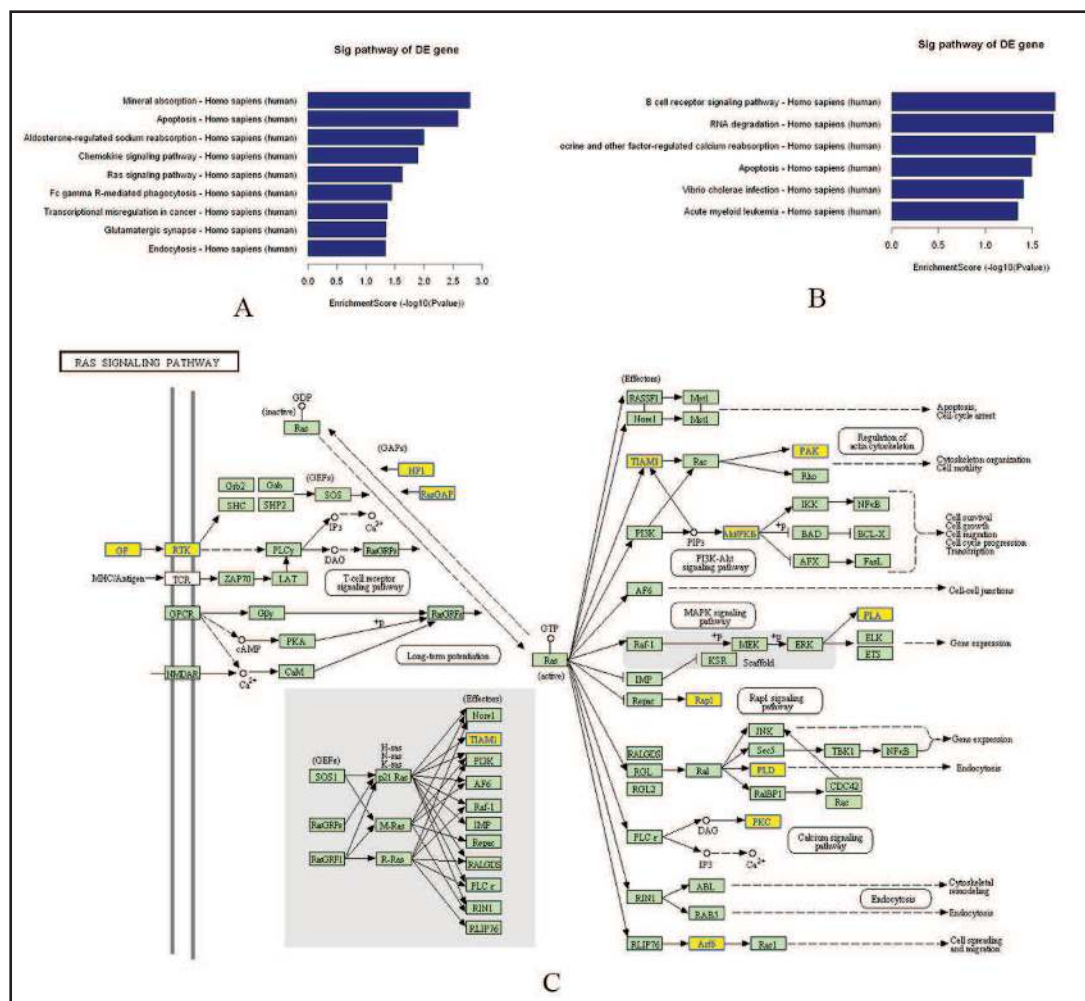 Sig pathway of DE gene
Mineral absorption - Homo sapiens (human)
Apoptosis - Homo sapiens (human)
Aldosterone-regulated sodium reabsorption - Homo sapiens (human)
Chemokine signaling pathway - Homo sapiens (human)
Ras signaling pathway - Homo sapiens (human)
Fc gamma R-mediated phagocytosis - Homo sapiens (human)
Transcriptional misregulation in cancer - Homo sapiens (human)
Glutamatergic synapse - Homo sapiens (human)
Endocytosis - Homo sapiens (human)
0.0 0.5 1.0 1.5 2.0 2.5 3.0
EnrichmentScore (-log10(Pvalue))
A
Sig pathway of DE gene
B cell receptor signaling pathway - Homo sapiens (human)
RNA degradation - Homo sapiens (human)
ocrine and other factor-regulated calcium reabsorption - Homo sapiens (human)
Apoptosis - Homo sapiens (human)
Vibrio cholerae infection - Homo sapiens (human)
Acute myeloid leukemia - Homo sapiens (human)
0.0 0.5 1.0 1.5
EnrichmentScore (-log10(Pvalue))
B
RAS SIGNALING PATHWAY
GDP
(inactive)
Ras
(GAPs)
NF1
RasGAP
Grb2 Gab
(GEFs)
SHC SHP2 SOS
IP3 Ca2+
GF RTK PLCγ
DAG RasGRFs
MHC/Antigen TCR ZAP70 LAT
T-cell receptor
signaling pathway
GPCR Gβγ RasGRFs
+p
cAMP PKA
Long-term potentiation
NMDAR Ca2+ CaM
GTP
Ras
(active)
(Effectors)
RASSF1 Mst1
Nore1 Mst1
Apoptosis,
Cell-cycle arrest
Regulation of
actin cytoskeleton
TIAM1 Rac PAK
Rho
Cytoskeleton organization
Cell motility
PI3K PIP3 Akt/PKB
+p
IKK NFκB
BAD BCL-X
AFX FasL
Cell survival
Cell growth
Cell migration
Cell cycle progression
Transcription
PI3K-Akt
signaling pathway
AF6
Cell-cell junctions
MAPK signaling
pathway
PLA
Raf-1 +p MEK +p ERK
ELK
ETS
Gene expression
KSR
Scaffold
IMP
Repac Rap1
Rap1 signaling
pathway
JNK
RALGDS Sec5 TBK1 NFκB
Gene expression
RGL Ral PLD
Endocytosis
RGL2 RalBP1 CDC42
Rac
PLC ε DAG PKC
Calcium signaling
pathway
IP3 Ca2+
RIN1 ABL
Cytoskeletal
remodeling
Endocytosis
RAB5
Endocytosis
RLIP76 Arf6 Rac1
Cell spreading
and migration
(Effectors)
Nore1
H-ras
N-ras
K-ras
TIAM1
(GEFs)
SOS1 p21 Ras PI3K
AF6
Raf-1
RasGRPs M-Ras IMP
Repac
RasGRF1 R-Ras RALGDS
PLC ε
RIN1
RLIP76
C